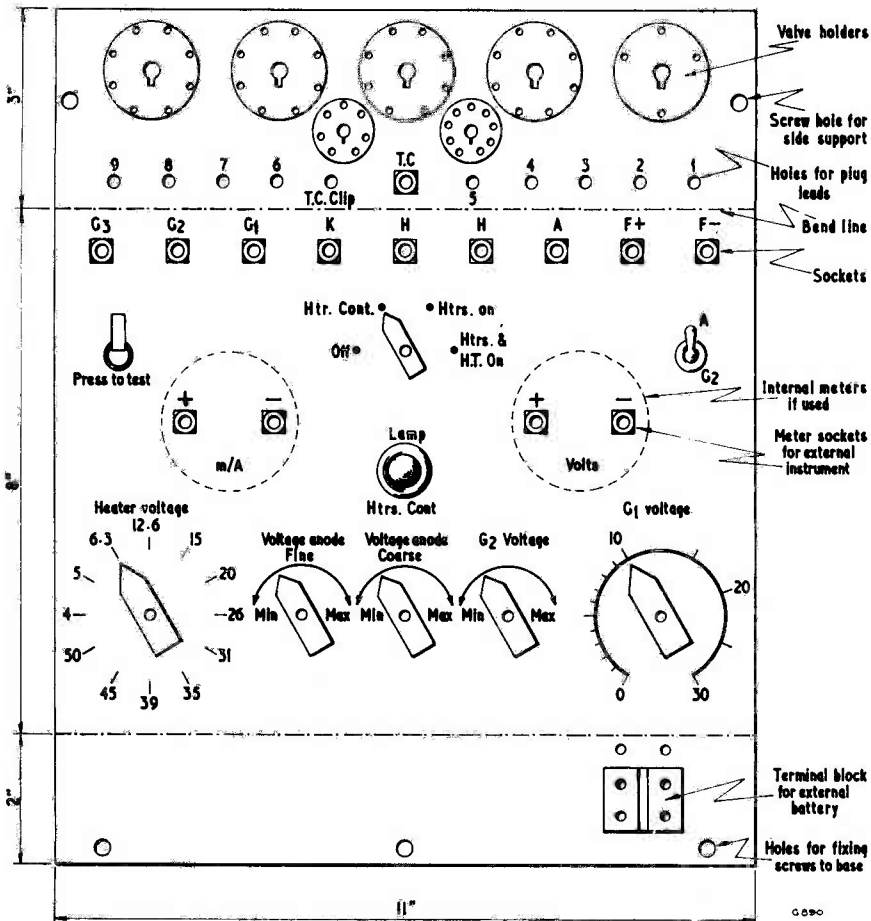 Valve holders
3"
Screw hole for
side support
9 8 7 6 T.C. Clip T.C 5 4 3 2 1
Holes for plug
leads
Bend line
G3 G2 G1 K H H A F+ F-
Sockets
Htr. Cont. Htrs. on
Off Htrs. &
H.T. On
A
G2
Press to test
Internal meters
if used
+ - + -
m/A Volts
Meter sockets
for external
instrument
Lamp
Htrs. Cont
8"
Heater voltage
12.6
6.3 15
5 20
4 26
50 31
45 35
39
Voltage anode
Fine
Min Max
Voltage anode
Coarse
Min Max
G2 Voltage
Min Max
G1 voltage
10
20
0 30
2"
Terminal block
for external
battery
Holes for fixing
screws to base
11"
G890